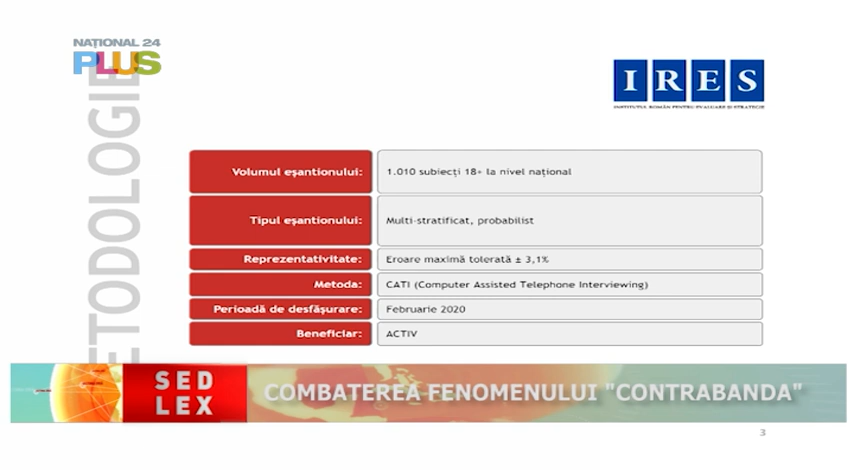 NAȚIONAL 24
PLUS
ETODOLOGIE
IRES
INSTITUTUL ROMÂN PENTRU EVALUARE ȘI STRATEGIE
Volumul eșantionului:
1.010 subiecți 18+ la nivel național
Tipul eșantionului:
Multi-stratificat, probabilist
Reprezentativitate:
Eroare maximă tolerată ± 3,1%
Metoda:
CATI (Computer Assisted Telephone Interviewing)
Perioadă de desfășurare:
Februarie 2020
Beneficiar:
ACTIV
SED
LEX
COMBATEREA FENOMENULUI "CONTRABANDA"
3